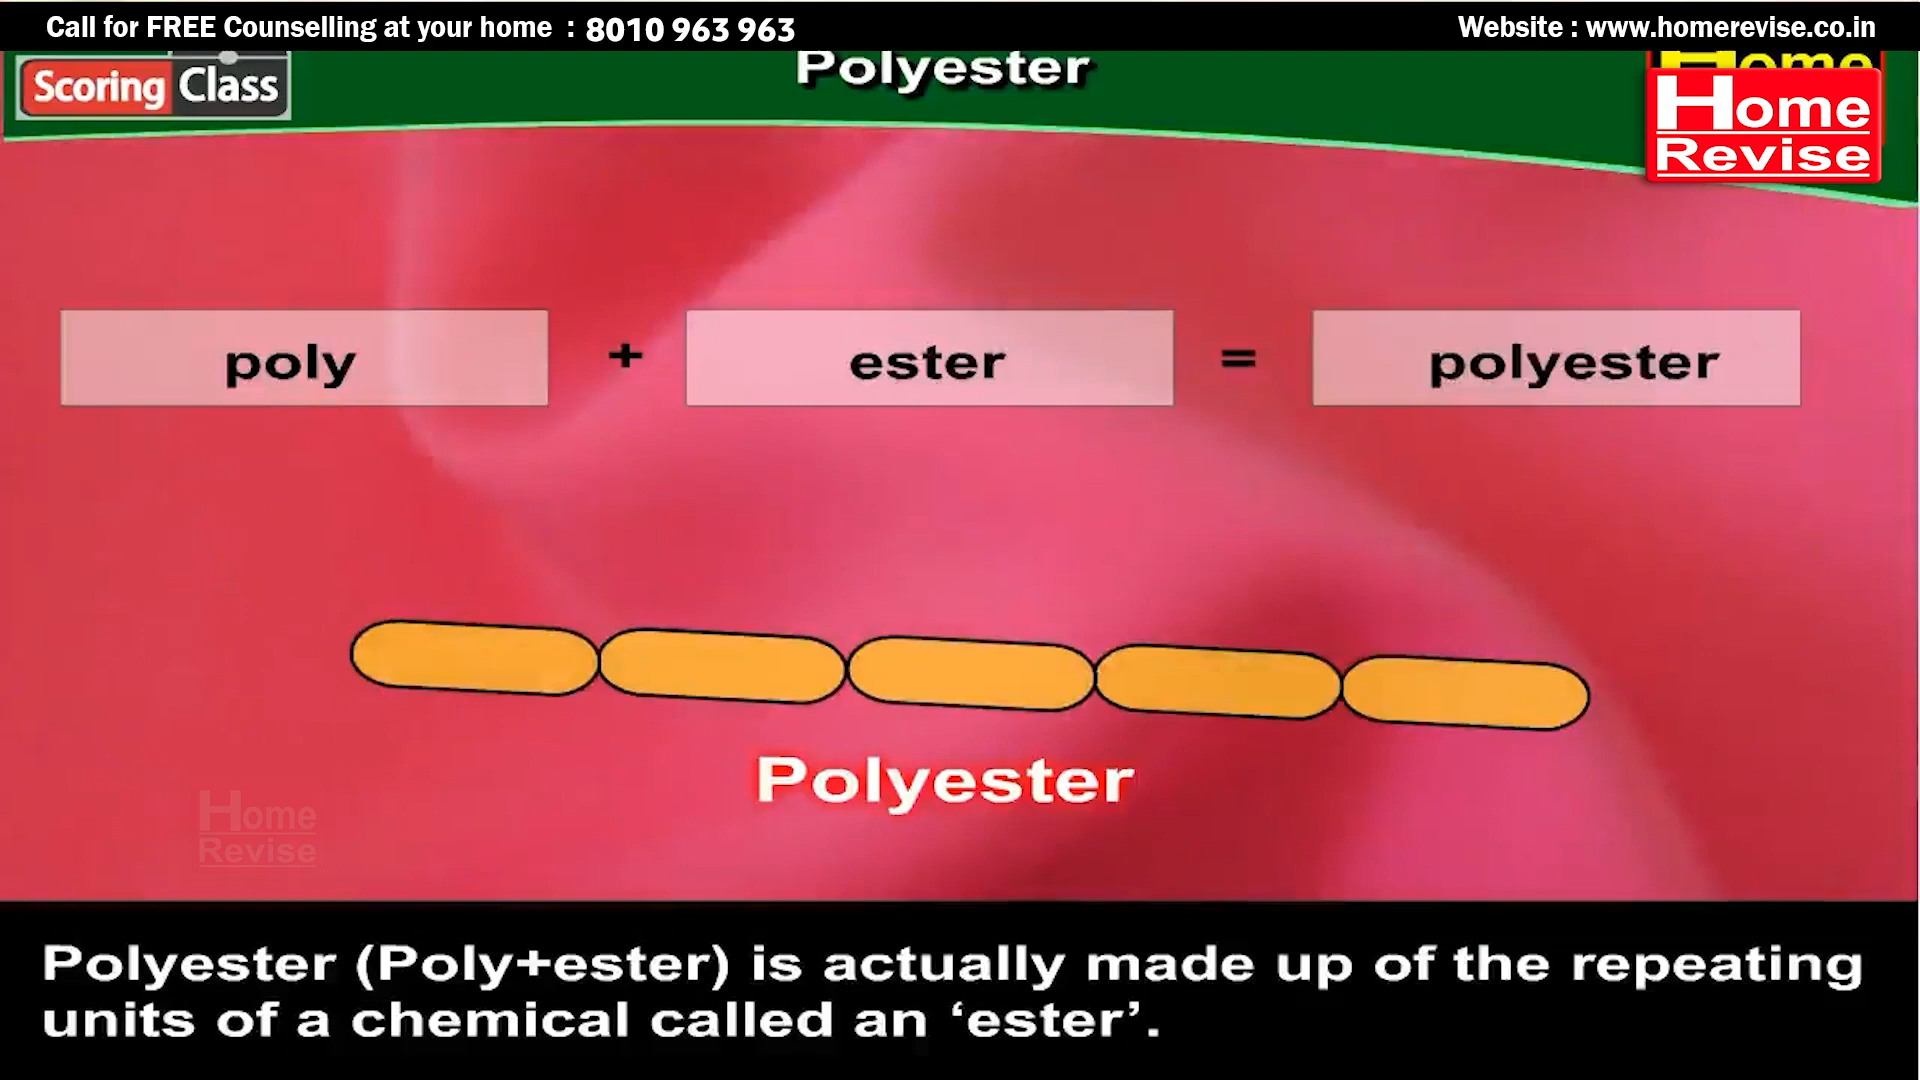 Call for FREE Counselling at your home : 8010 963 963
Website : www.homerevise.co.in
Scoring Class
Polyester
Home
Home
Revise
poly + ester = polyester
Polyester
Home
Revise
Polyester (Poly+ester) is actually made up of the repeating
units of a chemical called an ‘ester’.